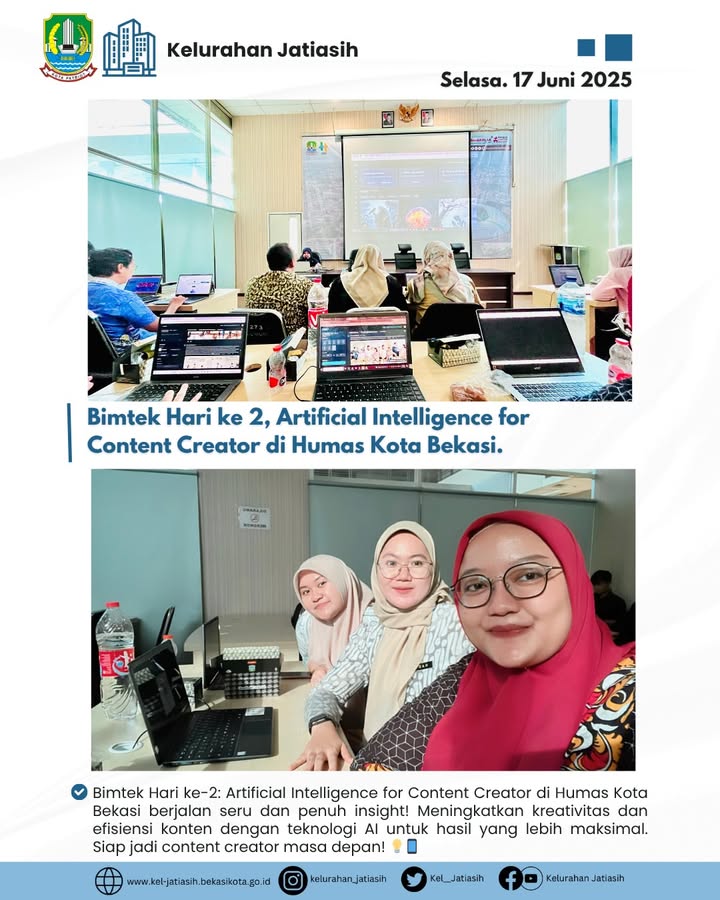 Kelurahan Jatiasih
Selasa. 17 Juni 2025
Bimtek Hari ke 2, Artificial Intelligence for
Content Creator di Humas Kota Bekasi.
Bimtek Hari ke-2: Artificial Intelligence for Content Creator di Humas Kota
Bekasi berjalan seru dan penuh insight! Meningkatkan kreativitas dan
efisiensi konten dengan teknologi AI untuk hasil yang lebih maksimal.
Siap jadi content creator masa depan! 💡📱
www.kel-jatiasih.bekasikota.go.id
kelurahan_jatiasih
Kel__Jatiasih
Kelurahan Jatiasih